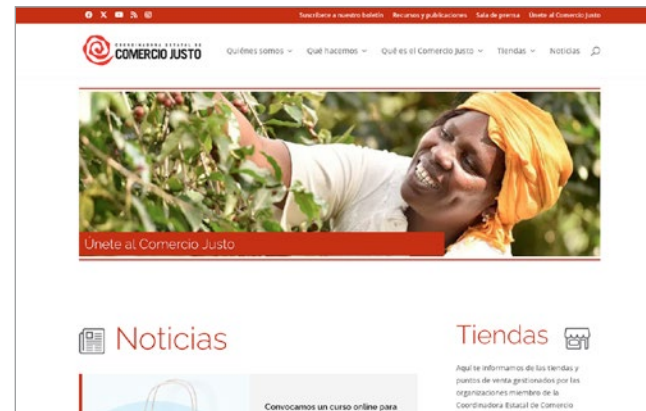 Suscríbete a nuestro boletín Recursos y publicaciones Sala de prensa Únete al Comercio Justo
COORDINADORA ESTATAL DE
COMERCIO JUSTO
Quiénes somos Qué hacemos Qué es el Comercio Justo Tiendas Noticias
Únete al Comercio Justo
Noticias
Tiendas
Aquí te informamos de las tiendas y
puntos de venta gestionados por las
organizaciones miembro de la
Coordinadora Estatal de Comercio
Convocamos un curso online para